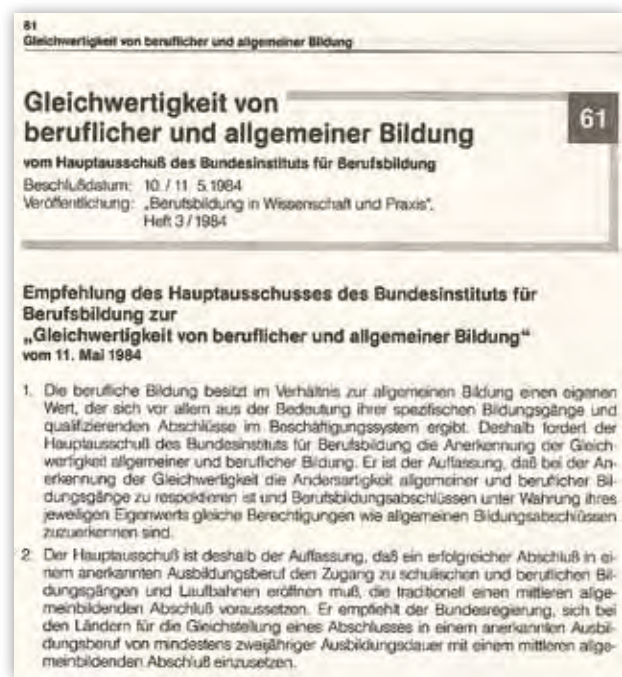 61
Gleichwertigkeit von beruflicher und allgemeiner Bildung
Gleichwertigkeit von
beruflicher und allgemeiner Bildung
61
vom Hauptausschuß des Bundesinstituts für Berufsbildung
Beschlußdatum: 10. / 11. 5.1984
Veröffentlichung: „Berufsbildung in Wissenschaft und Praxis“,
Heft 3 / 1984
Empfehlung des Hauptausschusses des Bundesinstituts für
Berufsbildung zur
„Gleichwertigkeit von beruflicher und allgemeiner Bildung“
vom 11. Mai 1984
1. Die berufliche Bildung besitzt im Verhältnis zur allgemeinen Bildung einen eigenen
Wert, der sich vor allem aus der Bedeutung ihrer spezifischen Bildungsgänge und
qualifizierenden Abschlüsse im Beschäftigungssystem ergibt. Deshalb fordert der
Hauptausschuß des Bundesinstituts für Berufsbildung die Anerkennung der Gleich-
wertigkeit allgemeiner und beruflicher Bildung. Er ist der Auffassung, daß bei der An-
erkennung der Gleichwertigkeit die Andersartigkeit allgemeiner und beruflicher Bil-
dungsgänge zu respektieren ist und Berufsbildungsabschlüssen unter Wahrung ihres
jeweiligen Eigenwerts gleiche Berechtigungen wie allgemeinen Bildungsabschlüssen
zuzuerkennen sind.
2. Der Hauptausschuß ist deshalb der Auffassung, daß ein erfolgreicher Abschluß in ei-
nem anerkannten Ausbildungsberuf den Zugang zu schulischen und beruflichen Bil-
dungsgängen und Laufbahnen eröffnen muß, die traditionell einen mittleren allge-
meinbildenden Abschluß voraussetzen. Er empfiehlt der Bundesregierung, sich bei
den Ländern für die Gleichstellung eines Abschlusses in einem anerkannten Ausbil-
dungsberuf von mindestens zweijähriger Ausbildungsdauer mit einem mittleren allge-
meinbildenden Abschluß einzusetzen.